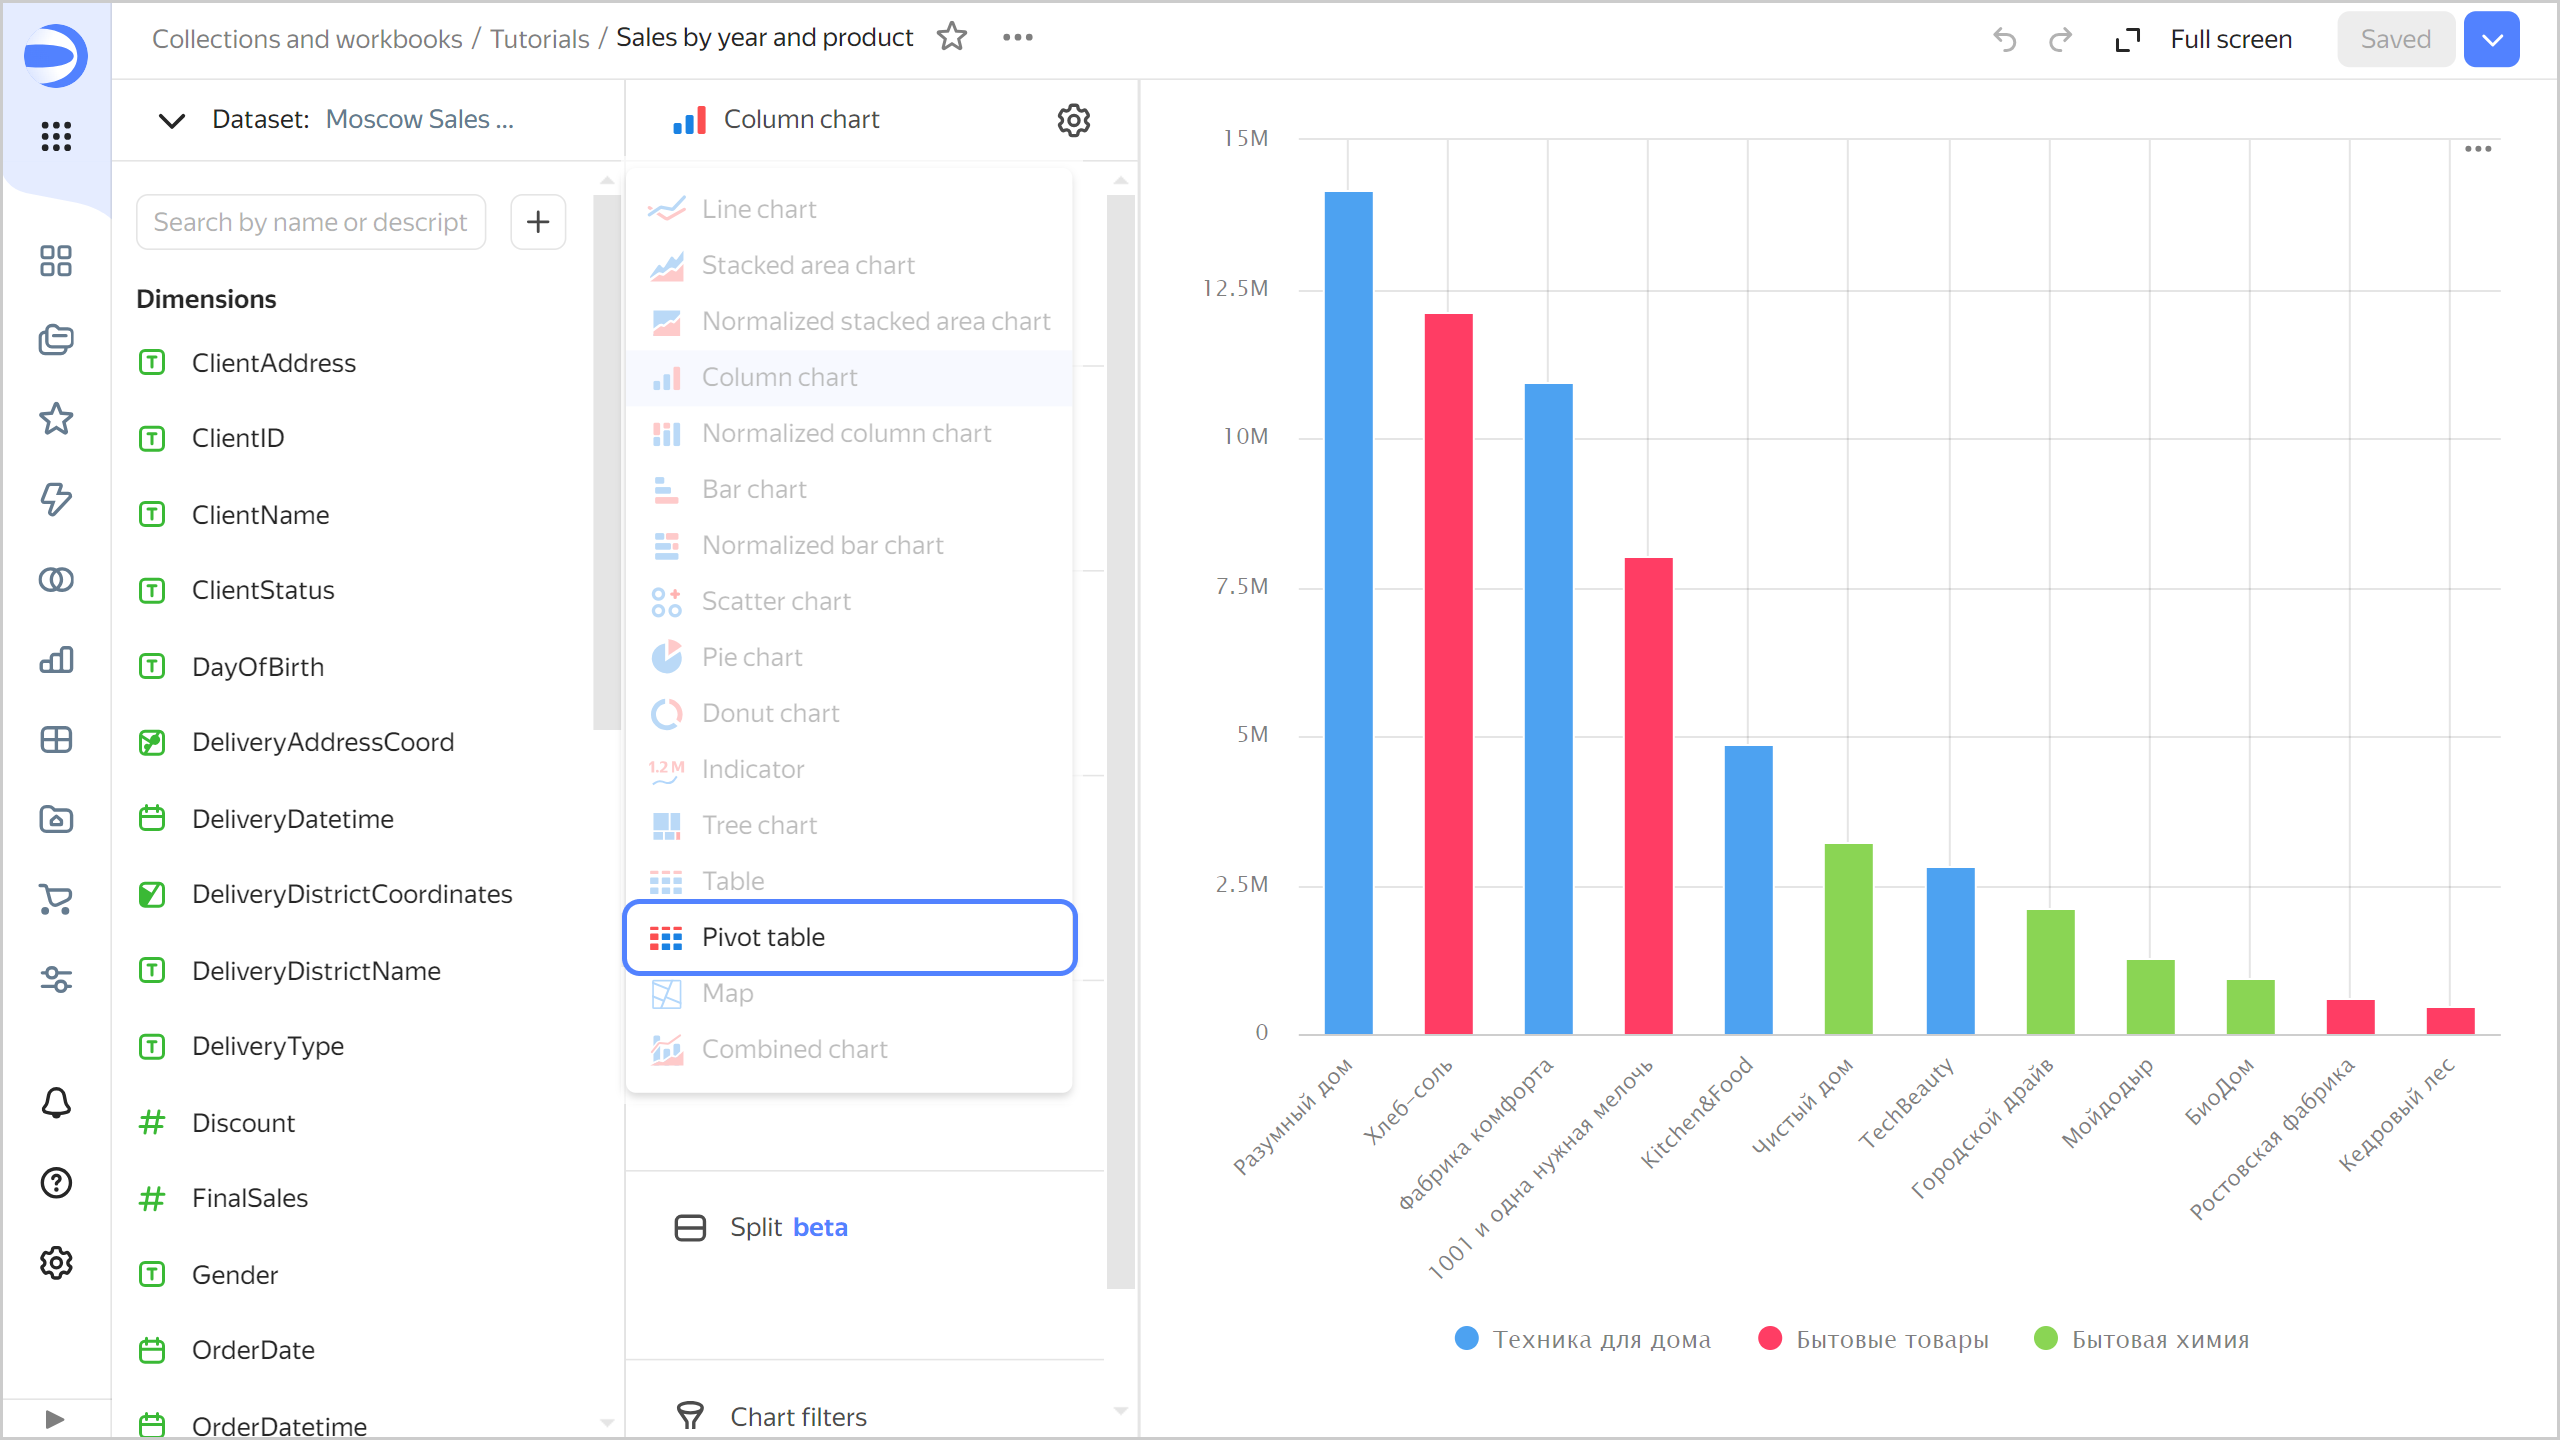 Collections and workbooks / Tutorials / Sales by year and product
Full screen
Saved
Dataset: Moscow Sales ...
Column chart
Search by name or descript
Dimensions
ClientAddress
ClientID
ClientName
ClientStatus
DayOfBirth
DeliveryAddressCoord
DeliveryDatetime
DeliveryDistrictCoordinates
DeliveryDistrictName
DeliveryType
Discount
FinalSales
Gender
OrderDate
OrderDatetime
Line chart
Stacked area chart
Normalized stacked area chart
Column chart
Normalized column chart
Bar chart
Normalized bar chart
Scatter chart
Pie chart
Donut chart
1.2 M Indicator
Tree chart
Table
Pivot table
Map
Combined chart
Split beta
Chart filters
15M
12.5M
10M
7.5M
5M
2.5M
0
Разумный дом
Хлеб-соль
Фабрика комфорта
1001 и одна нужная мелочь
Kitchen&Food
Чистый дом
TechBeauty
Городской драйв
Мойдодыр
БиоДом
Ростовская фабрика
Кедровый лес
Техника для дома
Бытовые товары
Бытовая химия